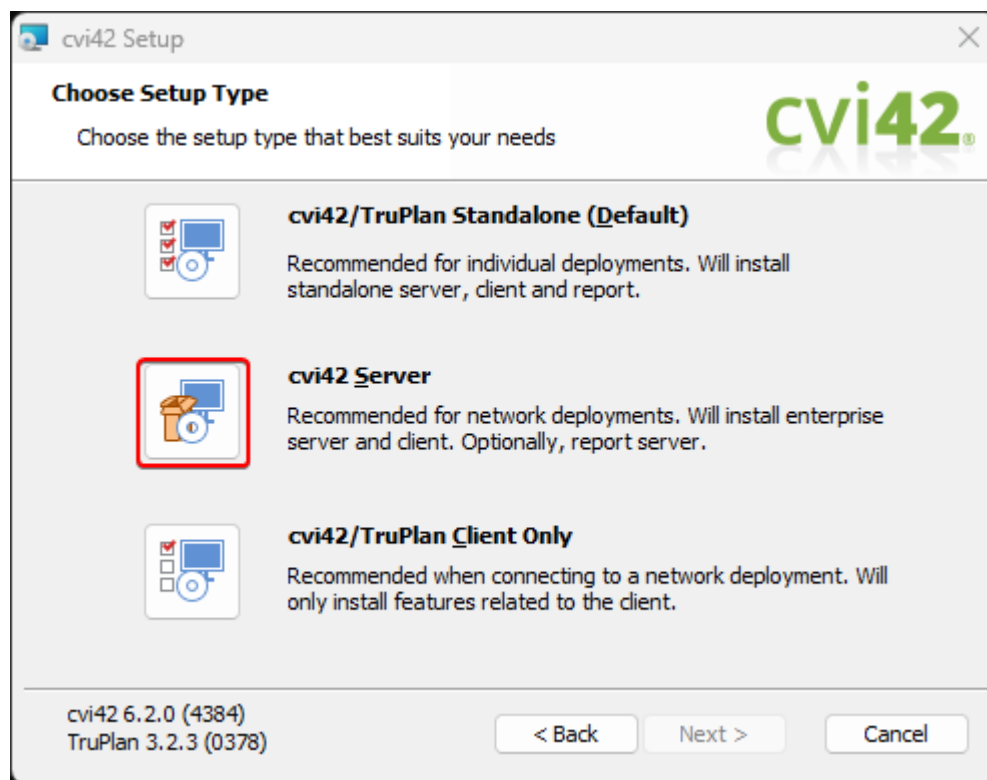 cvi42 Setup
Choose Setup Type
Choose the setup type that best suits your needs
cvi42®
cvi42/TruPlan Standalone (Default)
Recommended for individual deployments. Will install
standalone server, client and report.
cvi42 Server
Recommended for network deployments. Will install enterprise
server and client. Optionally, report server.
cvi42/TruPlan Client Only
Recommended when connecting to a network deployment. Will
only install features related to the client.
cvi42 6.2.0 (4384)
TruPlan 3.2.3 (0378)
< Back
Next >
Cancel